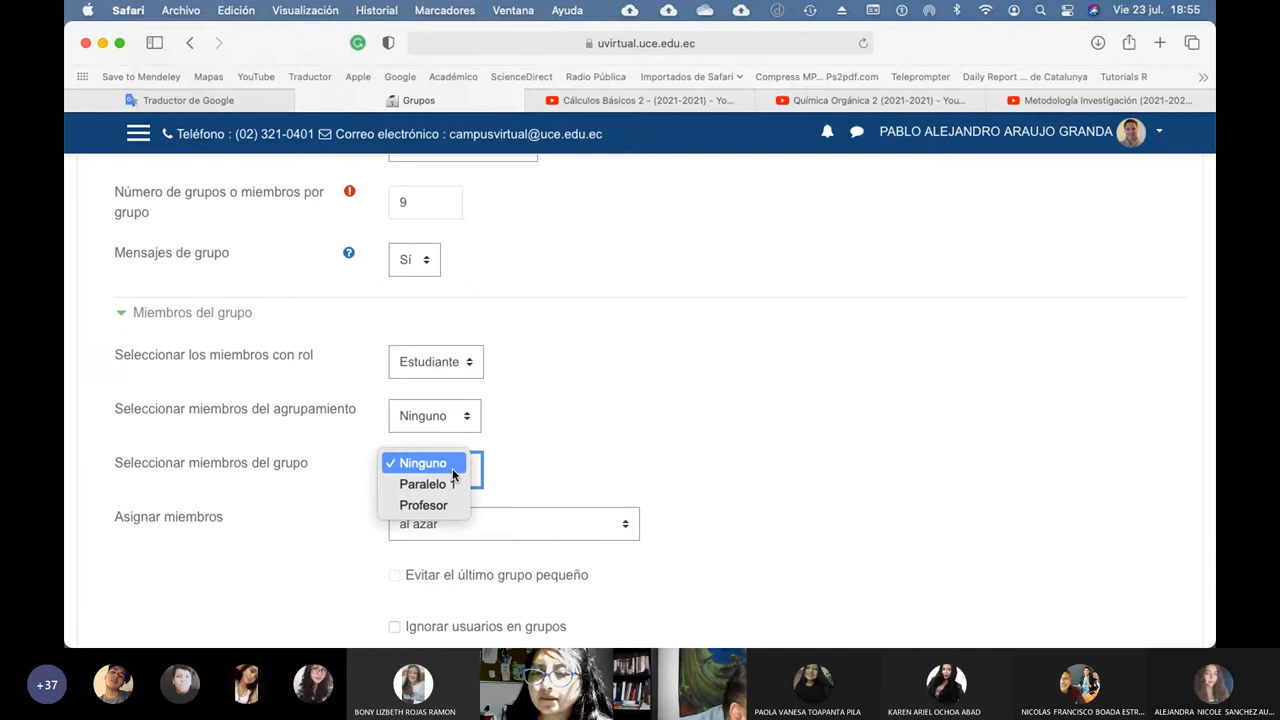 Safari Archivo Edición Visualización Historial Marcadores Ventana Ayuda Vie 23 jul. 18:55
uvirtual.uce.edu.ec
Save to Mendeley Mapas YouTube Traductor Apple Google Académico ScienceDirect Radio Pública Importados de Safari Compress MP... Ps2pdf.com Teleprompter Daily Report ... de Catalunya Tutorials R
Traductor de Google Grupos Cálculos Básicos 2 - (2021-2021) - Yo... Química Orgánica 2 (2021-2021) - You... Metodología Investigación (2021-202...
Teléfono : (02) 321-0401 Correo electrónico : campusvirtual@uce.edu.ec PABLO ALEJANDRO ARAUJO GRANDA
Número de grupos o miembros por
grupo
9
Mensajes de grupo Sí
Miembros del grupo
Seleccionar los miembros con rol Estudiante
Seleccionar miembros del agrupamiento Ninguno
Seleccionar miembros del grupo ✓ Ninguno
Paralelo 1
Profesor
Asignar miembros al azar
Evitar el último grupo pequeño
Ignorar usuarios en grupos
+37
BONY LIZBETH ROJAS RAMON PAOLA VANESA TOAPANTA PILA KAREN ARIEL OCHOA ABAD NICOLAS FRANCISCO BOADA ESTR... ALEJANDRA NICOLE SANCHEZ AU...